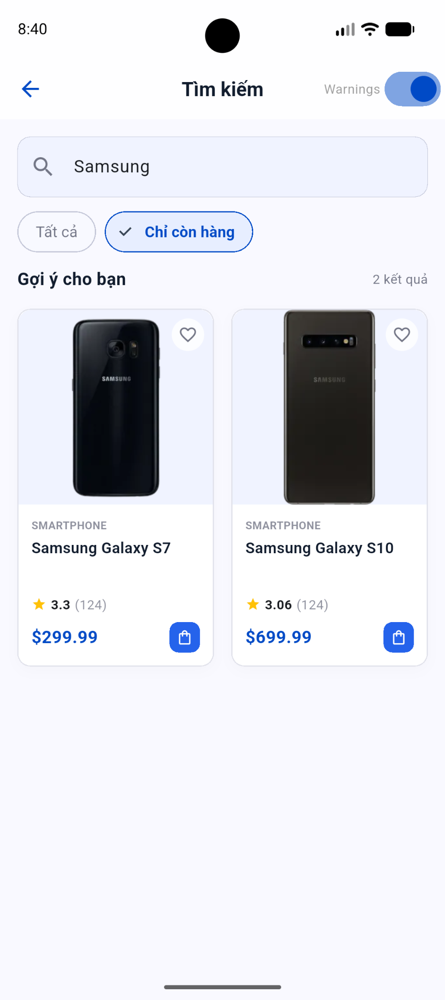 8:40
Tìm kiếm
Warnings
Samsung
Tất cả
Chỉ còn hàng
Gợi ý cho bạn
2 kết quả
SAMSUNG
SAMSUNG
SMARTPHONE
Samsung Galaxy S7
3.3 (124)
$299.99
SMARTPHONE
Samsung Galaxy S10
3.06 (124)
$699.99